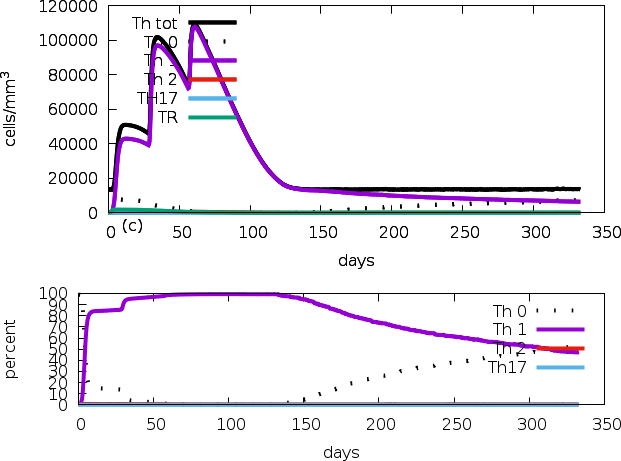 120000
100000
80000
60000
40000
20000
0
cells/mm³
Th tot
Th 0
Th 1
Th 2
TH17
TR
0 50 100 150 200 250 300 350
(c)
days
100
90
80
70
60
50
40
30
20
10
0
percent
Th 0
Th 1
Th 2
Th17
0 50 100 150 200 250 300 350
days